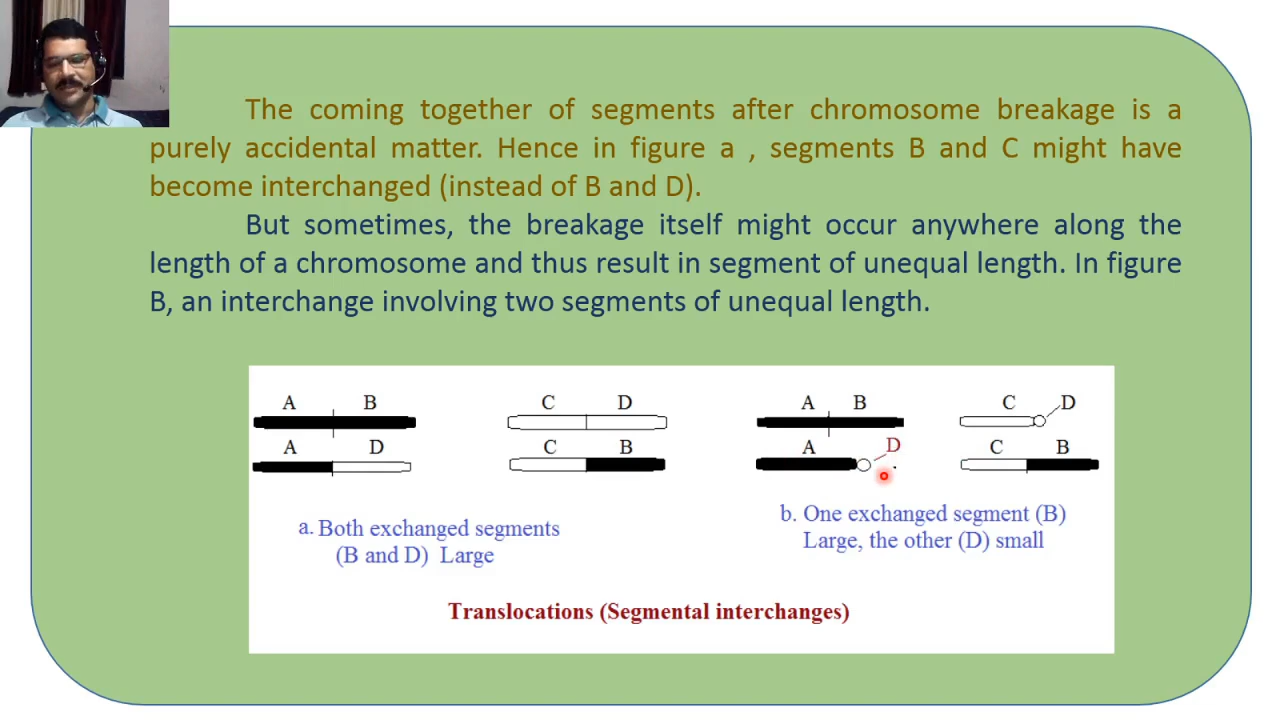 The coming together of segments after chromosome breakage is a
purely accidental matter. Hence in figure a , segments B and C might have
become interchanged (instead of B and D).
But sometimes, the breakage itself might occur anywhere along the
length of a chromosome and thus result in segment of unequal length. In figure
B, an interchange involving two segments of unequal length.
A B C D
A D C B
a. Both exchanged segments
(B and D) Large
A B C D
A D C B
b. One exchanged segment (B)
Large, the other (D) small
Translocations (Segmental interchanges)